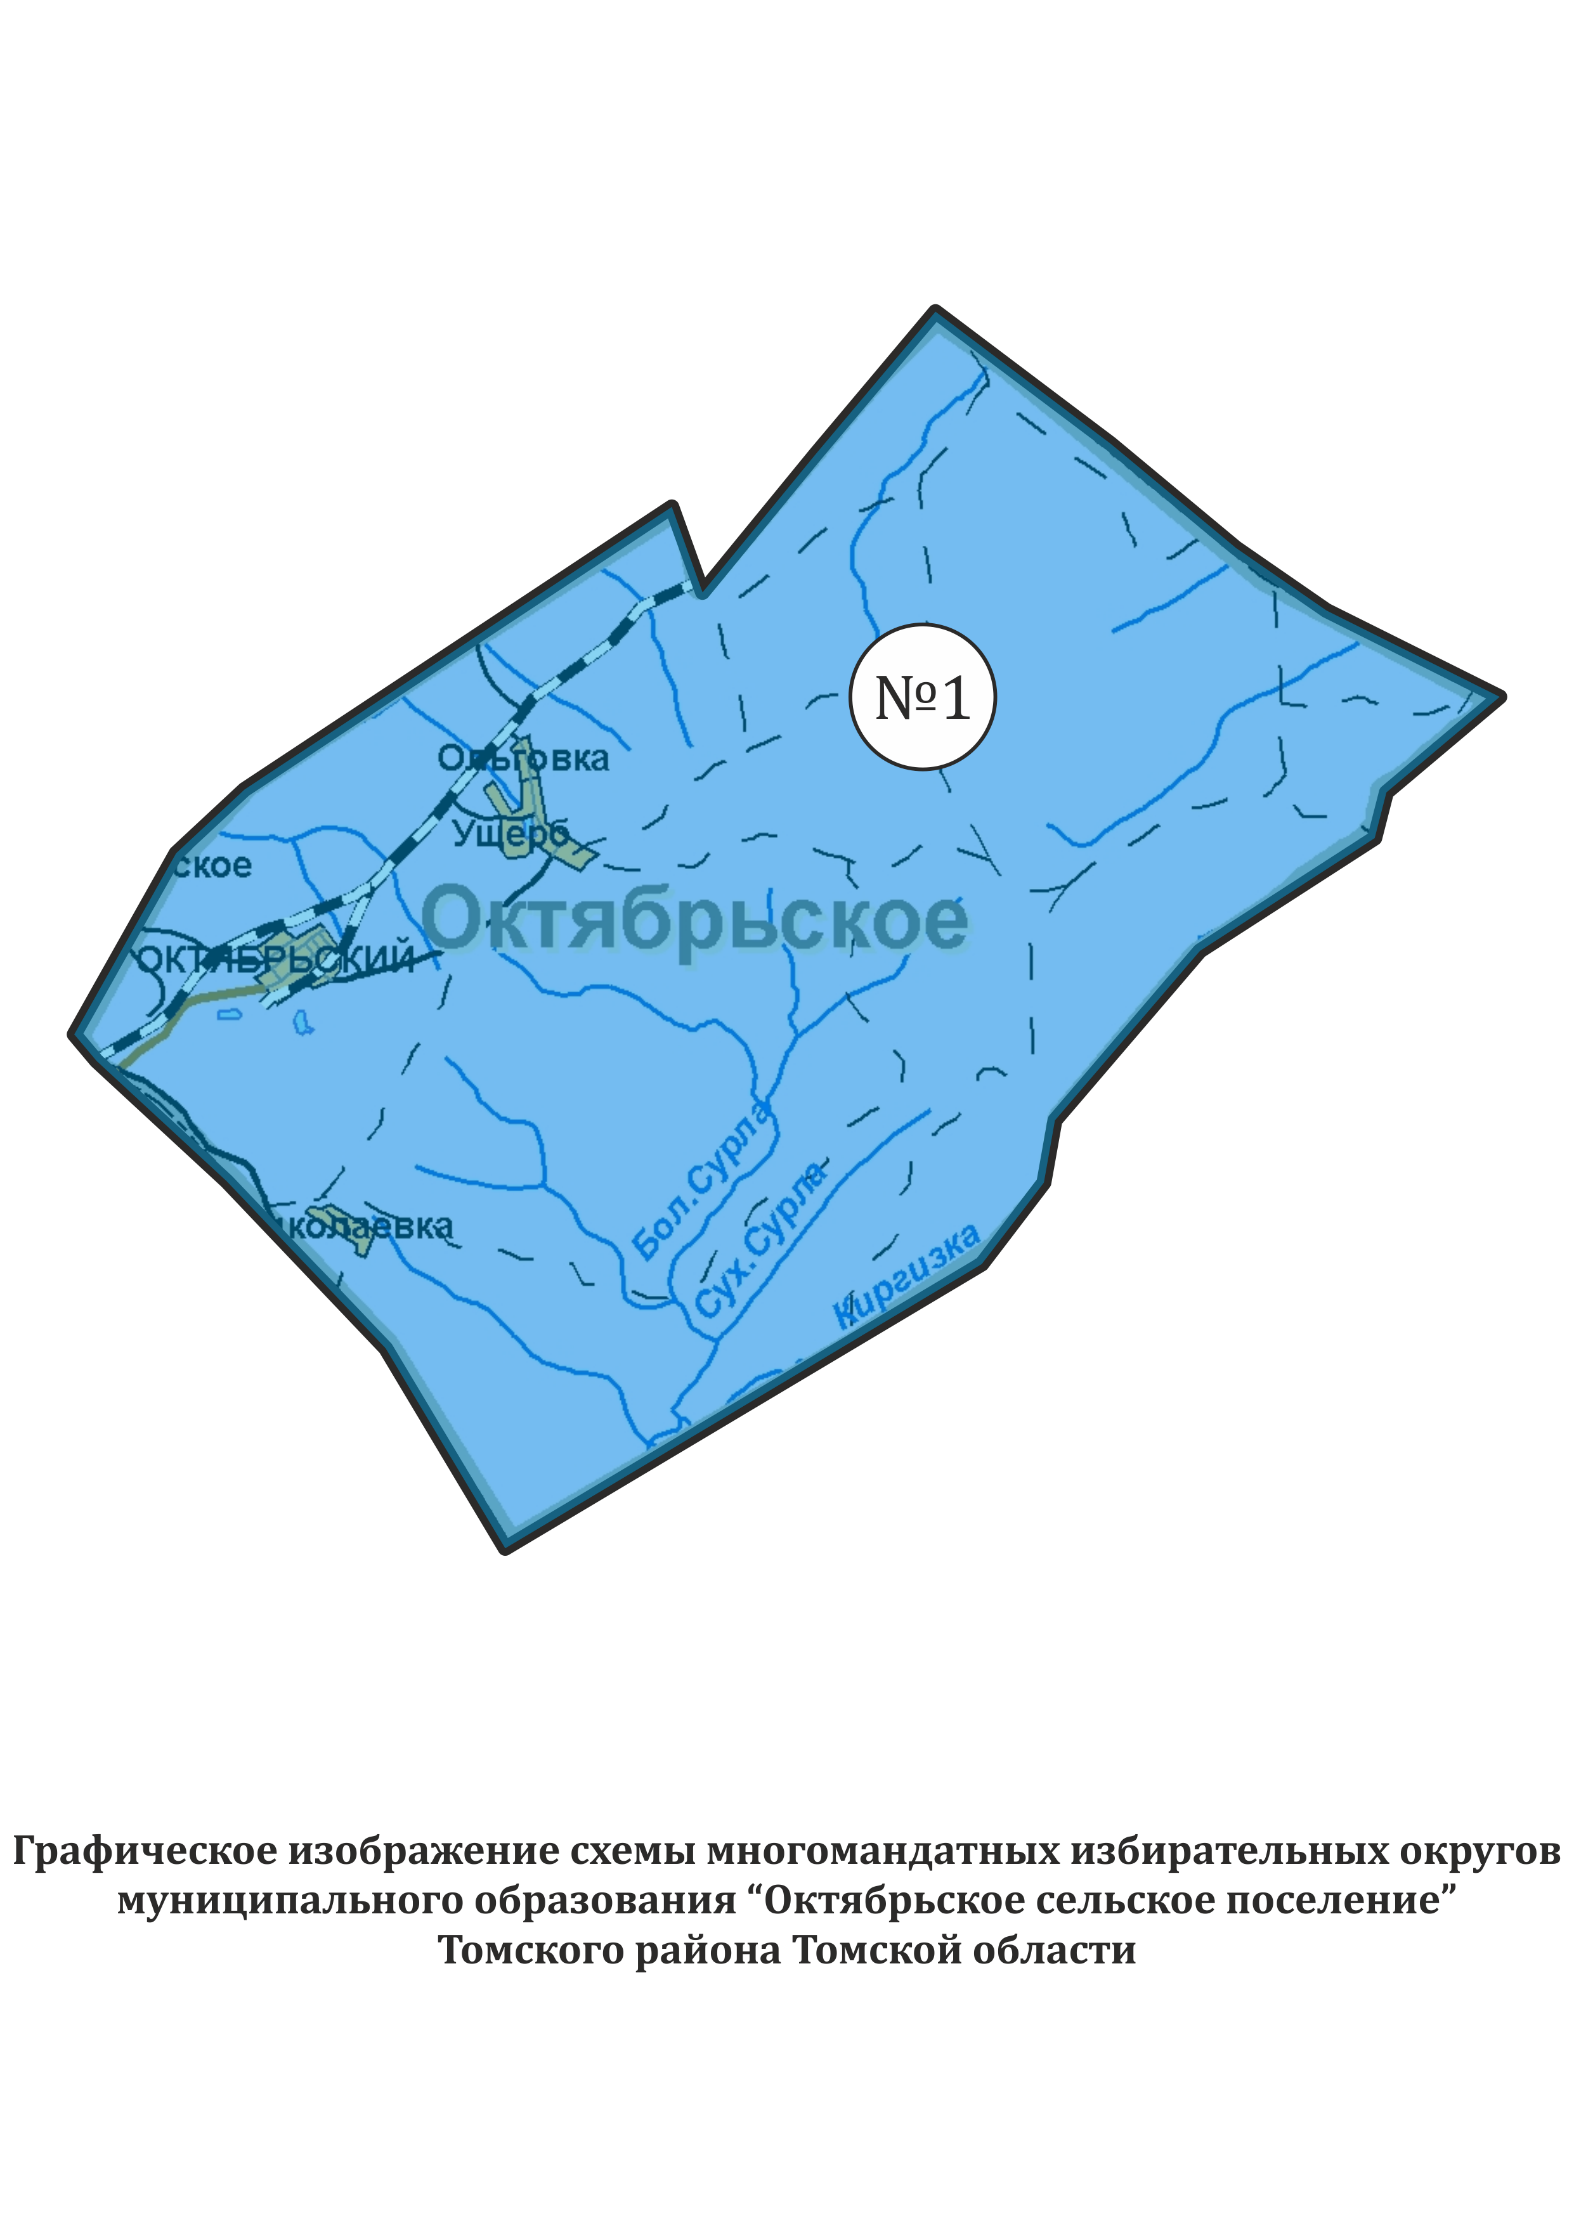 №1
Ольговка
Ущерб
ское
Октябрьское
ОКТЯБРЬСКИЙ
Бол.Сурла
Сух.Сурла
колаевка
Киргизка
Графическое изображение схемы многомандатных избирательных округов
муниципального образования “Октябрьское сельское поселение”
Томского района Томской области